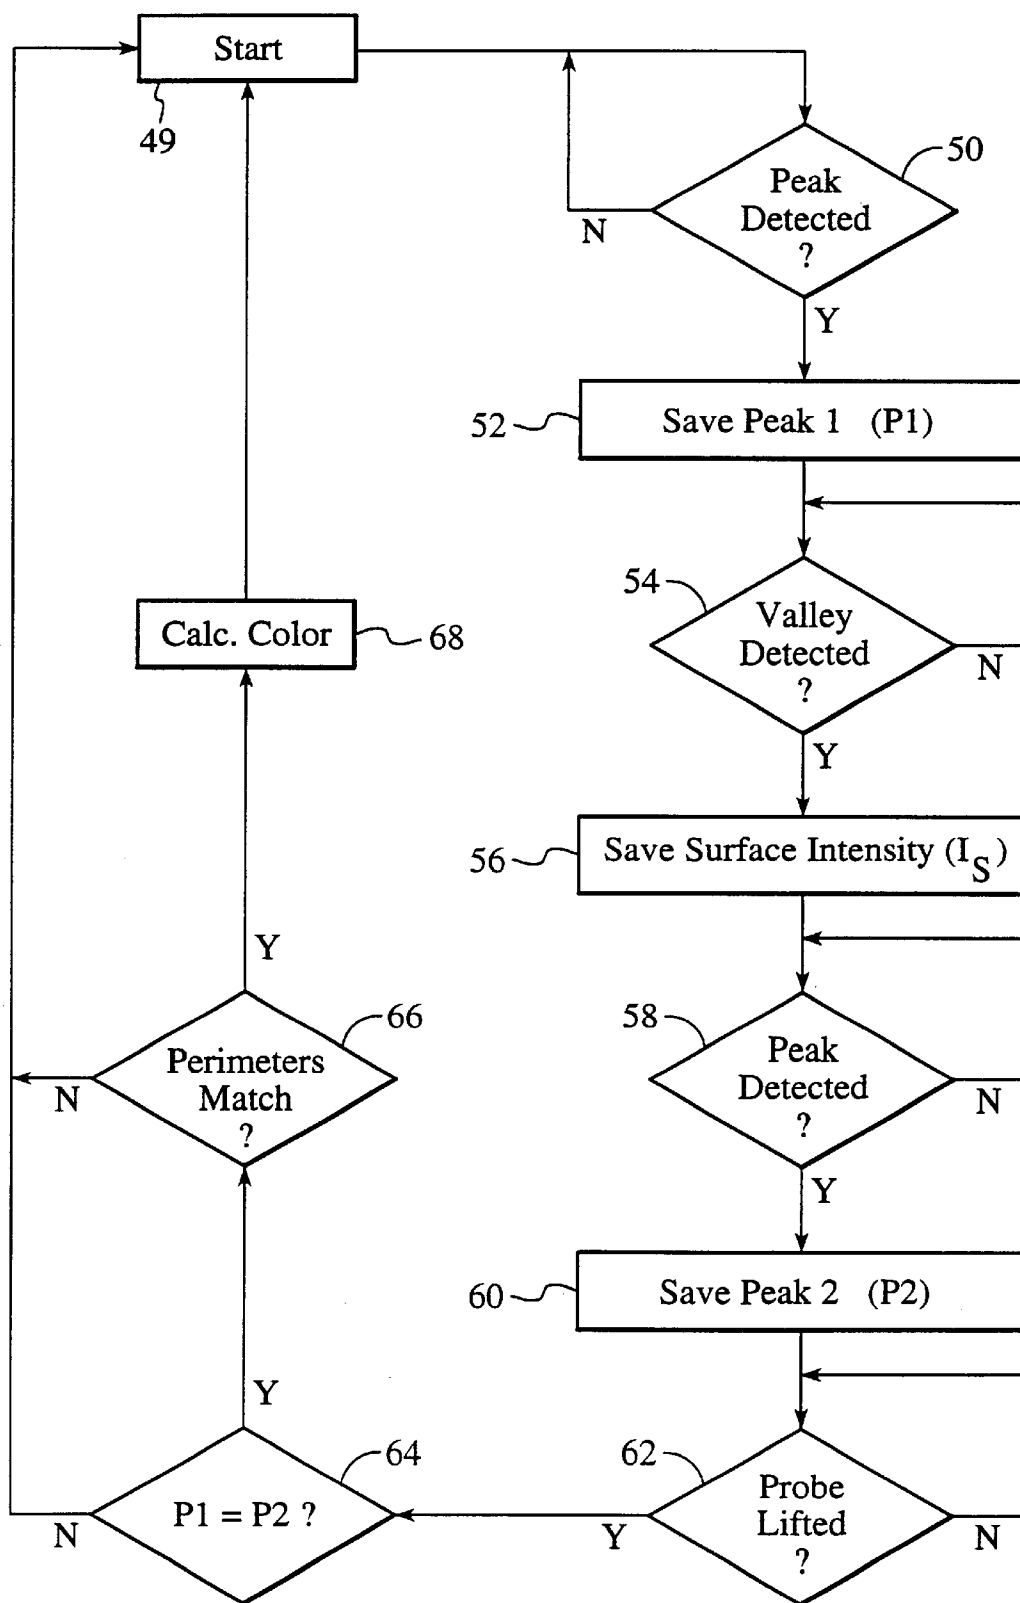 Start
49
50
Peak
Detected
?
N
Y
52
Save Peak 1 (P1)
54
Valley
Detected
?
N
Y
56
Save Surface Intensity (I_S)
58
Peak
Detected
?
N
Y
60
Save Peak 2 (P2)
62
Probe
Lifted
?
N
Y
64
P1 = P2 ?
N
Y
66
Perimeters
Match
?
N
Y
Calc. Color
68